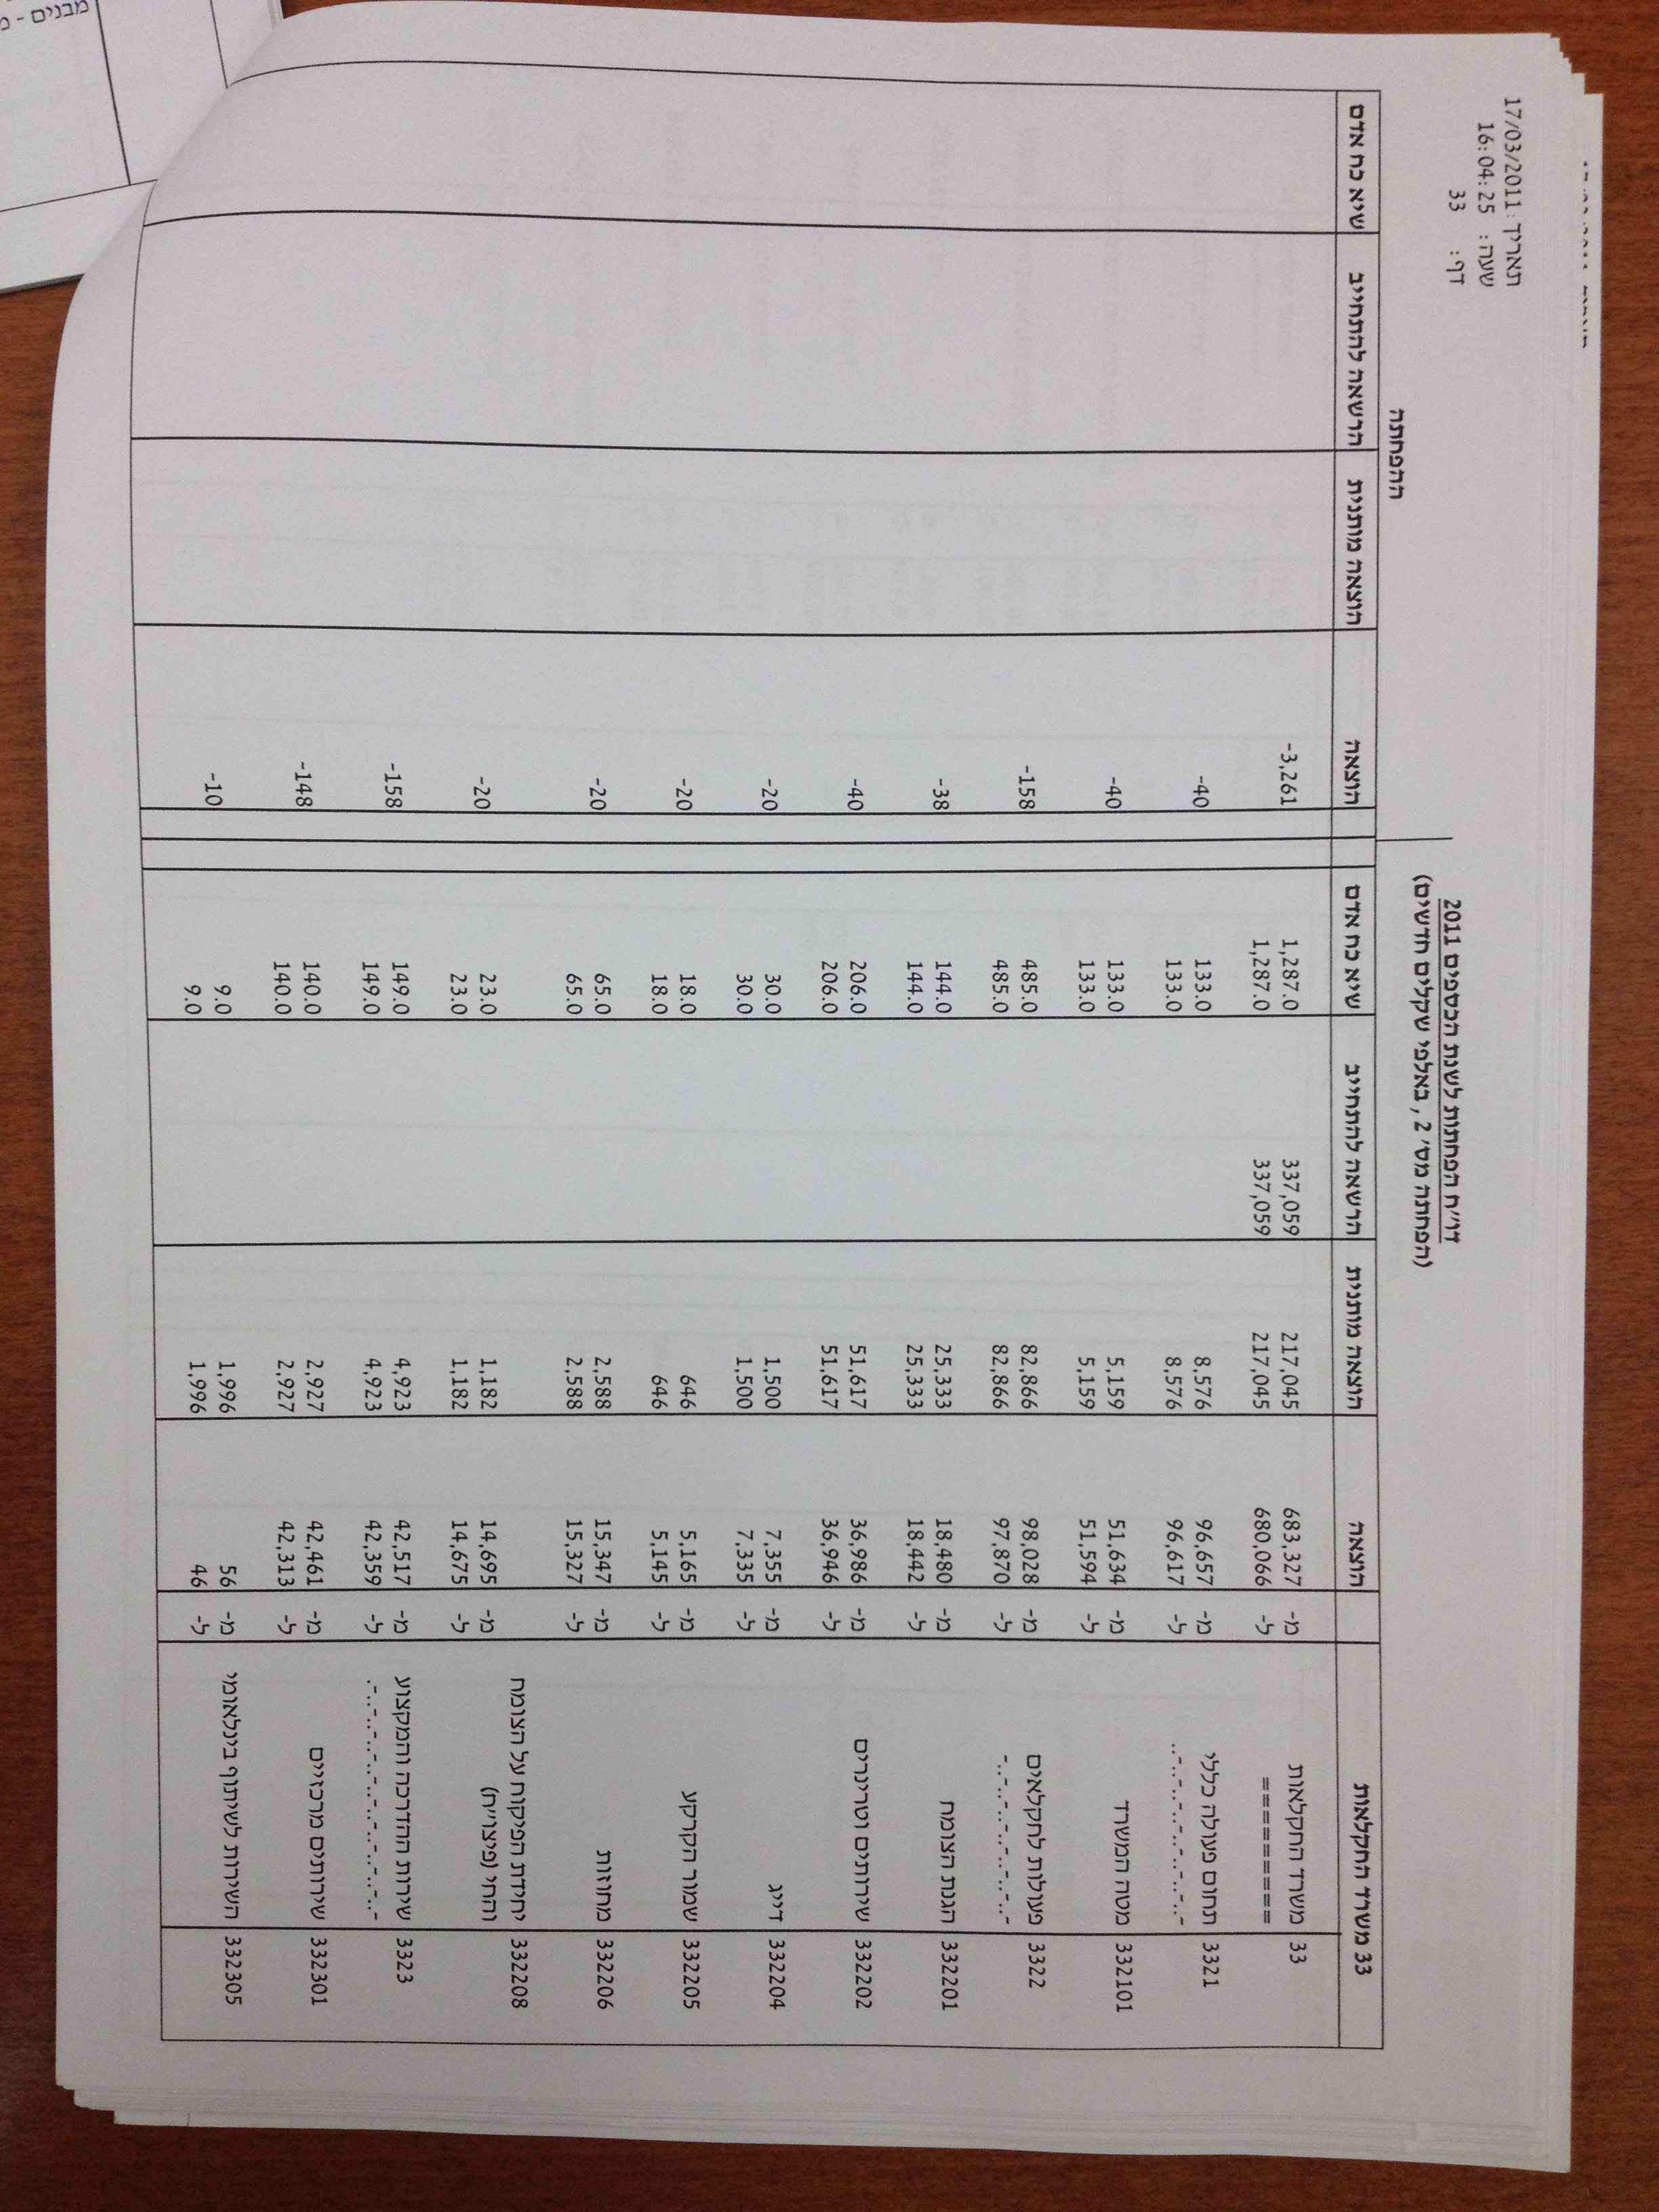 תאריך: 17/03/2011
שעה: 16:04:25
דף: 33
דו״ח הפחתות לשנת הכספים 2011
(הפחתה מס׳ 2, באלפי שקלים חדשים)
ההפחתה
33 משרד החקלאות הוצאה הוצאה מותנית הרשאה להתחייב שיא כח אדם הוצאה הוצאה מותנית הרשאה להתחייב שיא כח אדם
33 משרד החקלאות מ- 683,327 217,045 337,059 1,287.0 -3,261
======== ל- 680,066 217,045 337,059 1,287.0
3321 תחום פעולה כללי מ- 96,657 8,576 133.0 -40
-..-..-..-..-..-.. ל- 96,617 8,576 133.0
332101 מטה המשרד מ- 51,634 5,159 133.0 -40
ל- 51,594 5,159 133.0
3322 פעולות לחקלאים מ- 98,028 82,866 485.0 -158
-..-..-..-..-..- ל- 97,870 82,866 485.0
332201 הגנת הצומח מ- 18,480 25,333 144.0 -38
ל- 18,442 25,333 144.0
332202 שירותים וטרינרים מ- 36,986 51,617 206.0 -40
ל- 36,946 51,617 206.0
332204 דייג מ- 7,355 1,500 30.0 -20
ל- 7,335 1,500 30.0
332205 שמור הקרקע מ- 5,165 646 18.0 -20
ל- 5,145 646 18.0
332206 מחוזות מ- 15,347 2,588 65.0 -20
ל- 15,327 2,588 65.0
332208 יחידת הפיקוח על הצומח
והחי (פיצו״ח) מ- 14,695 1,182 23.0 -20
ל- 14,675 1,182 23.0
3323 שירות ההדרכה והמקצוע מ- 42,517 4,923 149.0 -158
-..-..-..-..-..-..-..-. ל- 42,359 4,923 149.0
332301 שירותים מרכזיים מ- 42,461 2,927 140.0 -148
ל- 42,313 2,927 140.0
332305 השירות לשיתוף בינלאומי מ- 56 1,996 9.0 -10
ל- 46 1,996 9.0
מבנים -